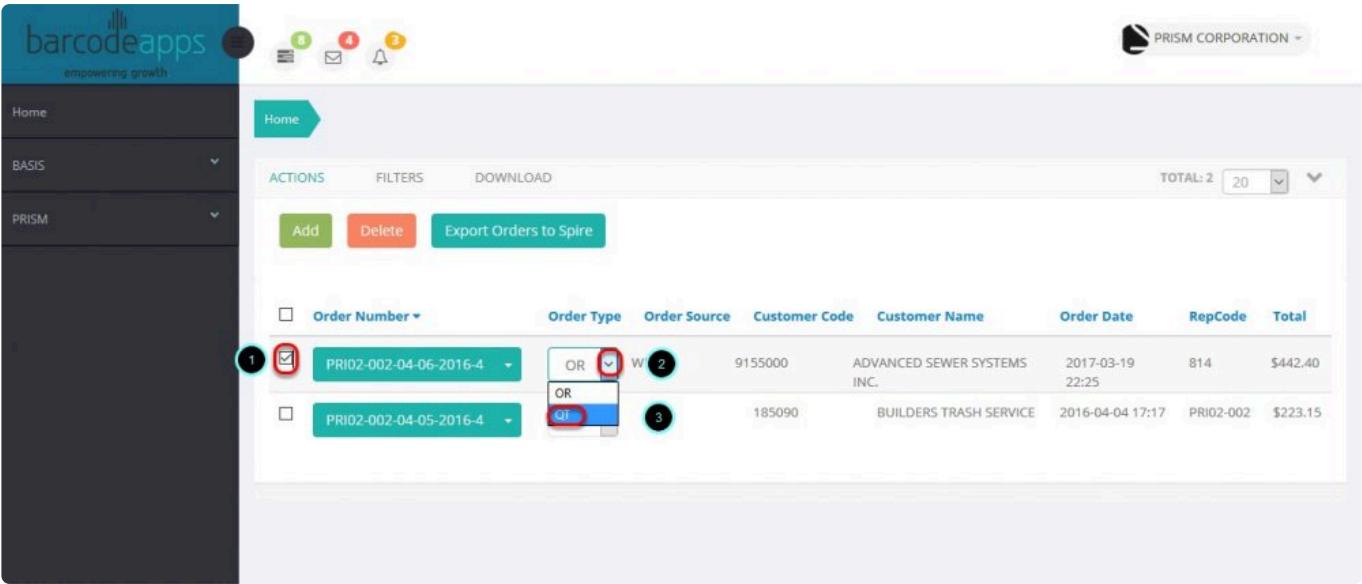 barcodeapps
empowering growth
8 4 3
PRISM CORPORATION
Home
BASIS
PRISM
Home
ACTIONS FILTERS DOWNLOAD TOTAL: 2 20
Add Delete Export Orders to Spire
Order Number Order Type Order Source Customer Code Customer Name Order Date RepCode Total
1 PRI02-002-04-06-2016-4 OR 2 9155000 ADVANCED SEWER SYSTEMS 2017-03-19 814 $442.40
INC. 22:25
OR
QT 3
PRI02-002-04-05-2016-4 185090 BUILDERS TRASH SERVICE 2016-04-04 17:17 PRI02-002 $223.15